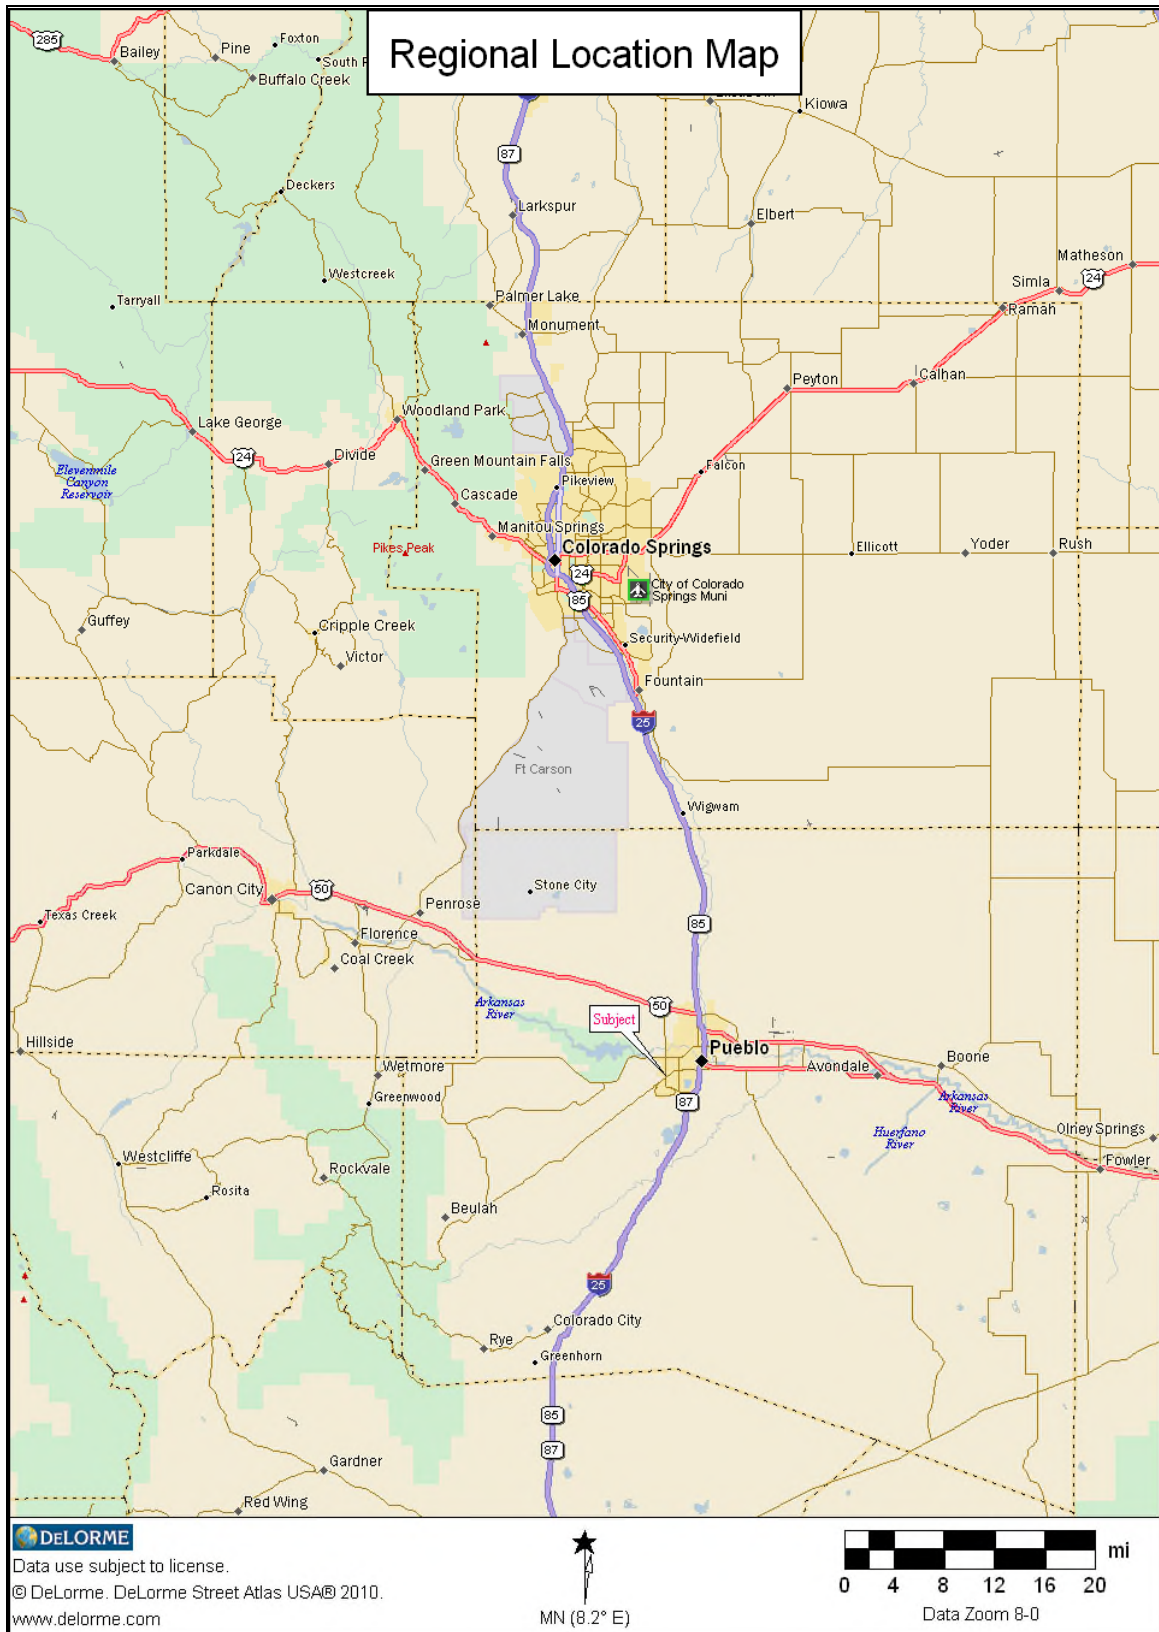 Regional Location Map
285
Bailey
Pine
Foxton
South
Buffalo Creek
Kiowa
87
Deckers
Larkspur
Elbert
Matheson
Westcreek
Simla
24
Tarryall
Palmer Lake
Ramah
Monument
Peyton
Calhan
Woodland Park
Lake George
24
Divide
Green Mountain Falls
Falcon
Elevenmile
Canyon
Reservoir
Pikeview
Cascade
Manitou Springs
Pikes Peak
Colorado Springs
Ellicott
Yoder
Rush
24
City of Colorado
Springs Muni
85
Guffey
Cripple Creek
Security-Widefield
Victor
Fountain
25
Ft Carson
Wigwam
Parkdale
Canon City
50
Stone City
Penrose
Texas Creek
85
Florence
Coal Creek
Arkansas
River
50
Subject
Hillside
Pueblo
Boone
Wetmore
Avondale
Greenwood
87
Arkansas
River
Huerfano
River
Olney Springs
Westcliffe
Rockvale
Fowler
Rosita
Beulah
25
Colorado City
Rye
Greenhorn
85
87
Gardner
Red Wing
DELORME
Data use subject to license.
© DeLorme. DeLorme Street Atlas USA® 2010.
www.delorme.com
MN (8.2° E)
mi
0 4 8 12 16 20
Data Zoom 8-0